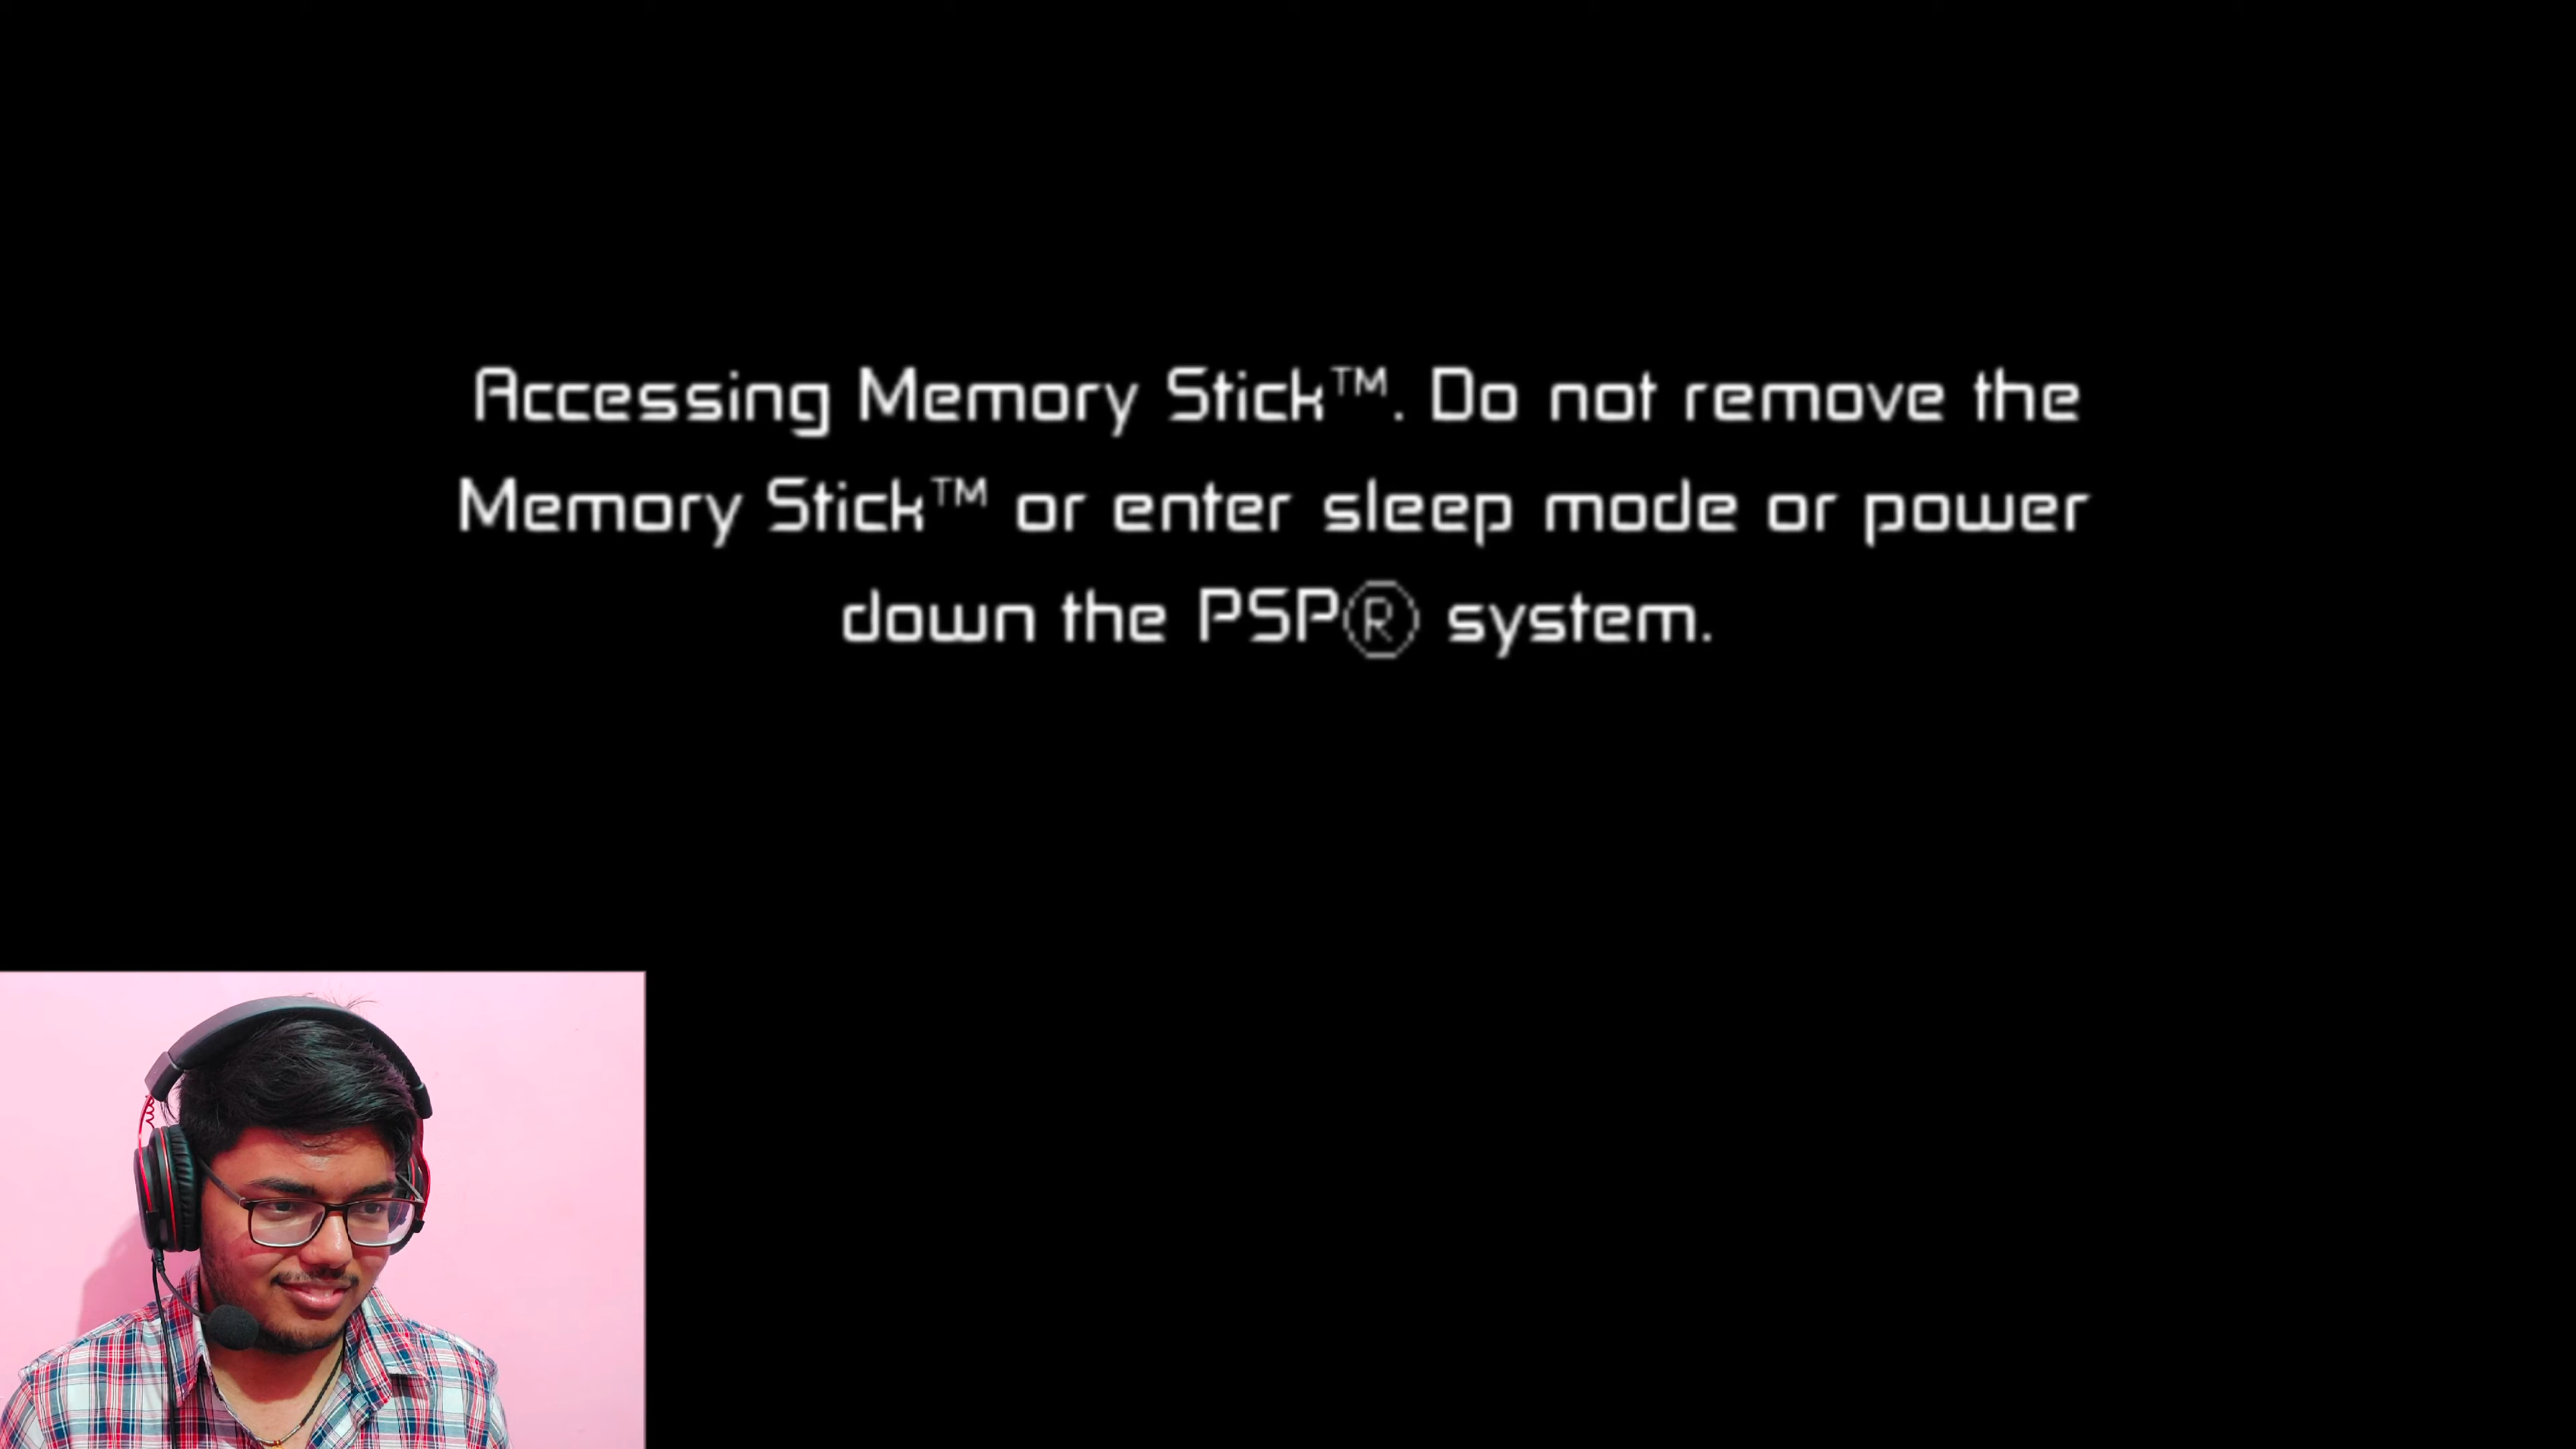 Accessing Memory Stick™. Do not remove the
Memory Stick™ or enter sleep mode or power
down the PSP® system.